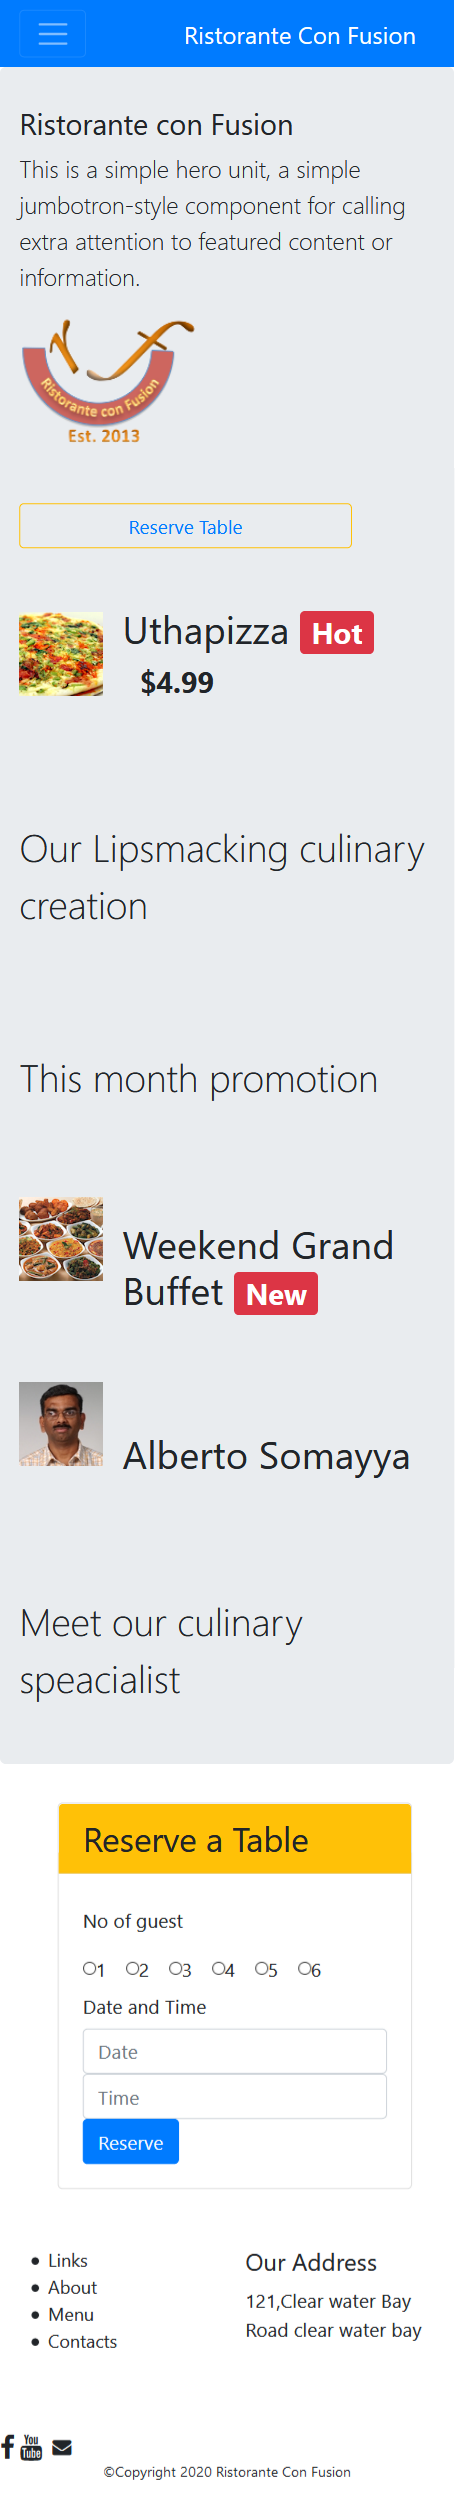 Ristorante Con Fusion
Ristorante con Fusion
This is a simple hero unit, a simple
jumbotron-style component for calling
extra attention to featured content or
information.
Ristorante con Fusion
Est. 2013
Reserve Table
Uthapizza Hot
$4.99
Our Lipsmacking culinary
creation
This month promotion
Weekend Grand
Buffet New
Alberto Somayya
Meet our culinary
speacialist
Reserve a Table
No of guest
1 2 3 4 5 6
Date and Time
Date
Time
Reserve
Links
About
Menu
Contacts
Our Address
121,Clear water Bay
Road clear water bay
You
Tube
©Copyright 2020 Ristorante Con Fusion